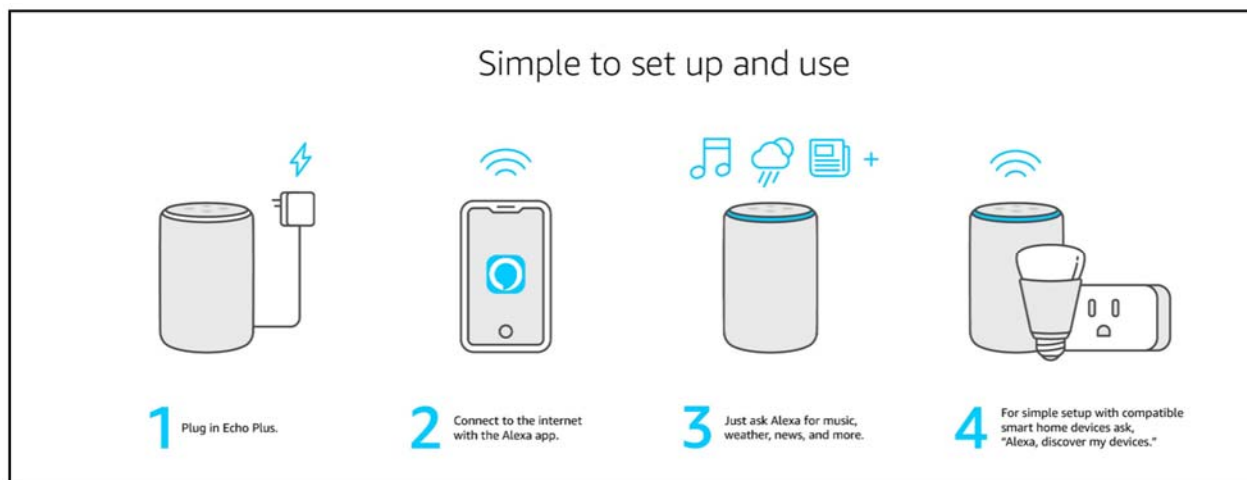 Simple to set up and use
+
1 Plug in Echo Plus.
2 Connect to the internet
with the Alexa app.
3 Just ask Alexa for music,
weather, news, and more.
4 For simple setup with compatible
smart home devices ask,
“Alexa, discover my devices.”